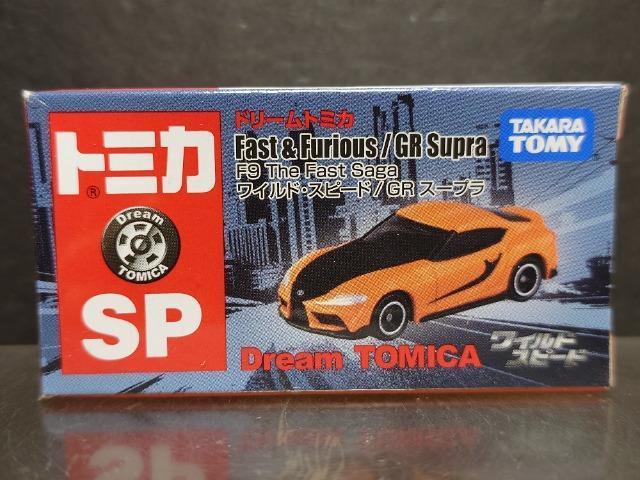 トミカ
®
Dream
TOMICA
SP
ドリームトミカ
Fast & Furious / GR Supra
F9 The Fast Saga
ワイルド・スピード / GR スープラ
TAKARA
TOMY
Dream TOMICA
ワイルド
スピード